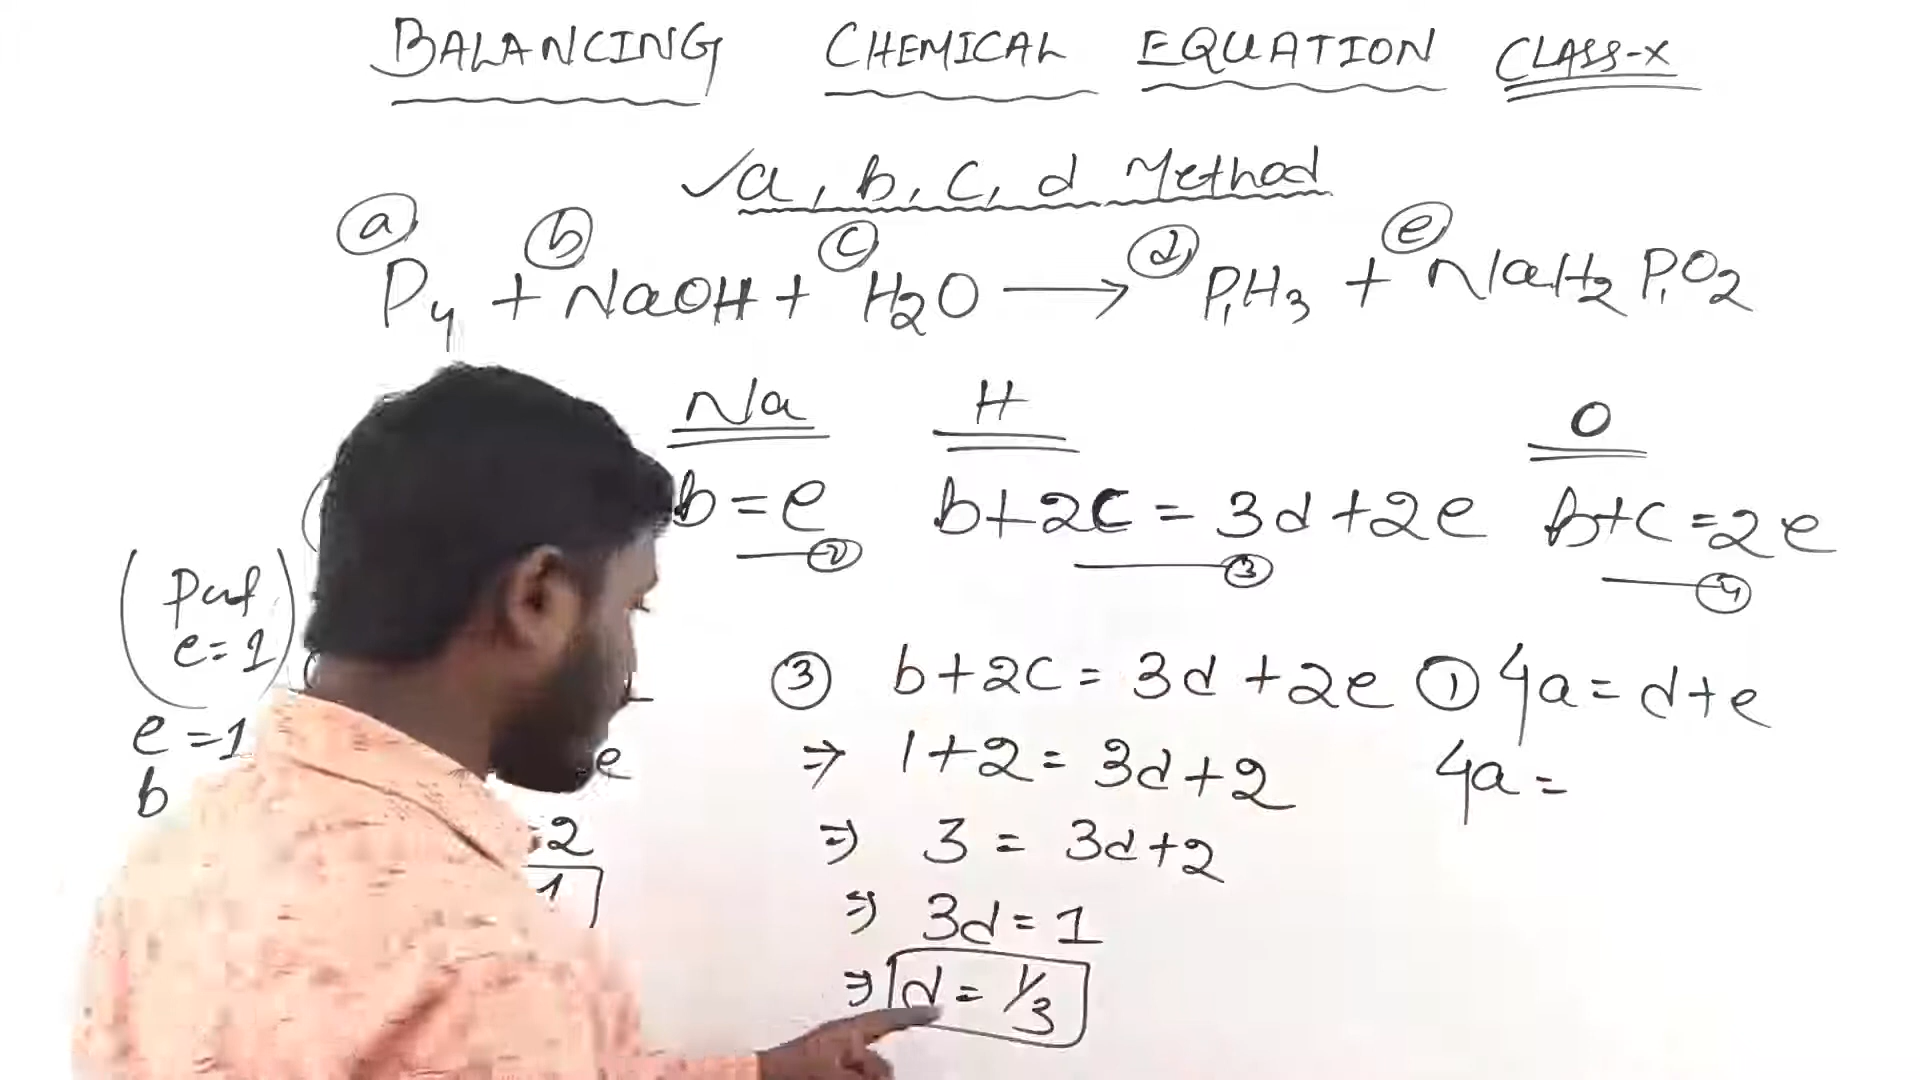 BALANCING CHEMICAL EQUATION CLASS-X
✓a, b, c, d Method
a b c d e
P4 + NaOH + H2O → P1H3 + NaH2P1O2
Na H O
b=e b+2c=3d+2e b+c=2e
2 3 4
Put
e=1
3 b+2c=3d+2e 1 4a=d+e
e=1 e ⇒ 1+2=3d+2 4a=
b
2 ⇒ 3=3d+2
1 ⇒ 3d=1
⇒ d=1/3